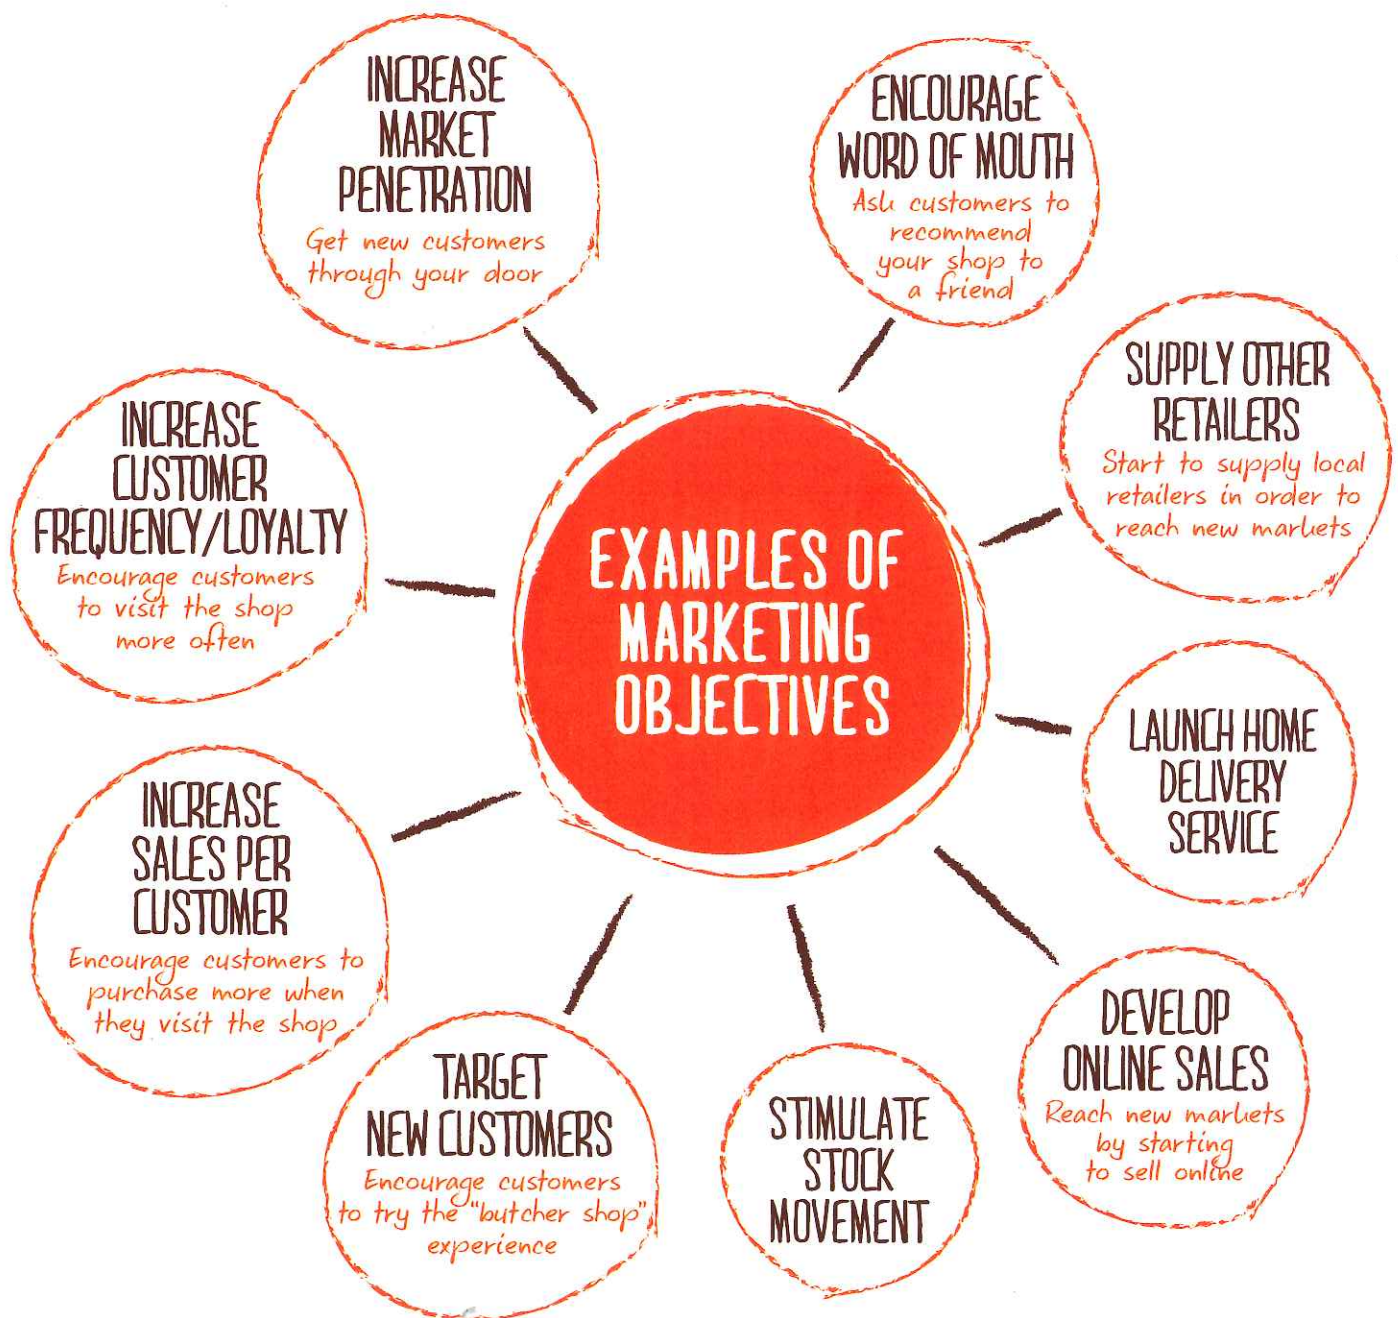 INCREASE
MARKET
PENETRATION
Get new customers
through your door
ENCOURAGE
WORD OF MOUTH
Ask customers to
recommend
your shop to
a friend
SUPPLY OTHER
RETAILERS
Start to supply local
retailers in order to
reach new markets
INCREASE
CUSTOMER
FREQUENCY/LOYALTY
Encourage customers
to visit the shop
more often
EXAMPLES OF
MARKETING
OBJECTIVES
LAUNCH HOME
DELIVERY
SERVICE
INCREASE
SALES PER
CUSTOMER
Encourage customers to
purchase more when
they visit the shop
DEVELOP
ONLINE SALES
Reach new markets
by starting
to sell online
TARGET
NEW CUSTOMERS
Encourage customers
to try the "butcher shop"
experience
STIMULATE
STOCK
MOVEMENT